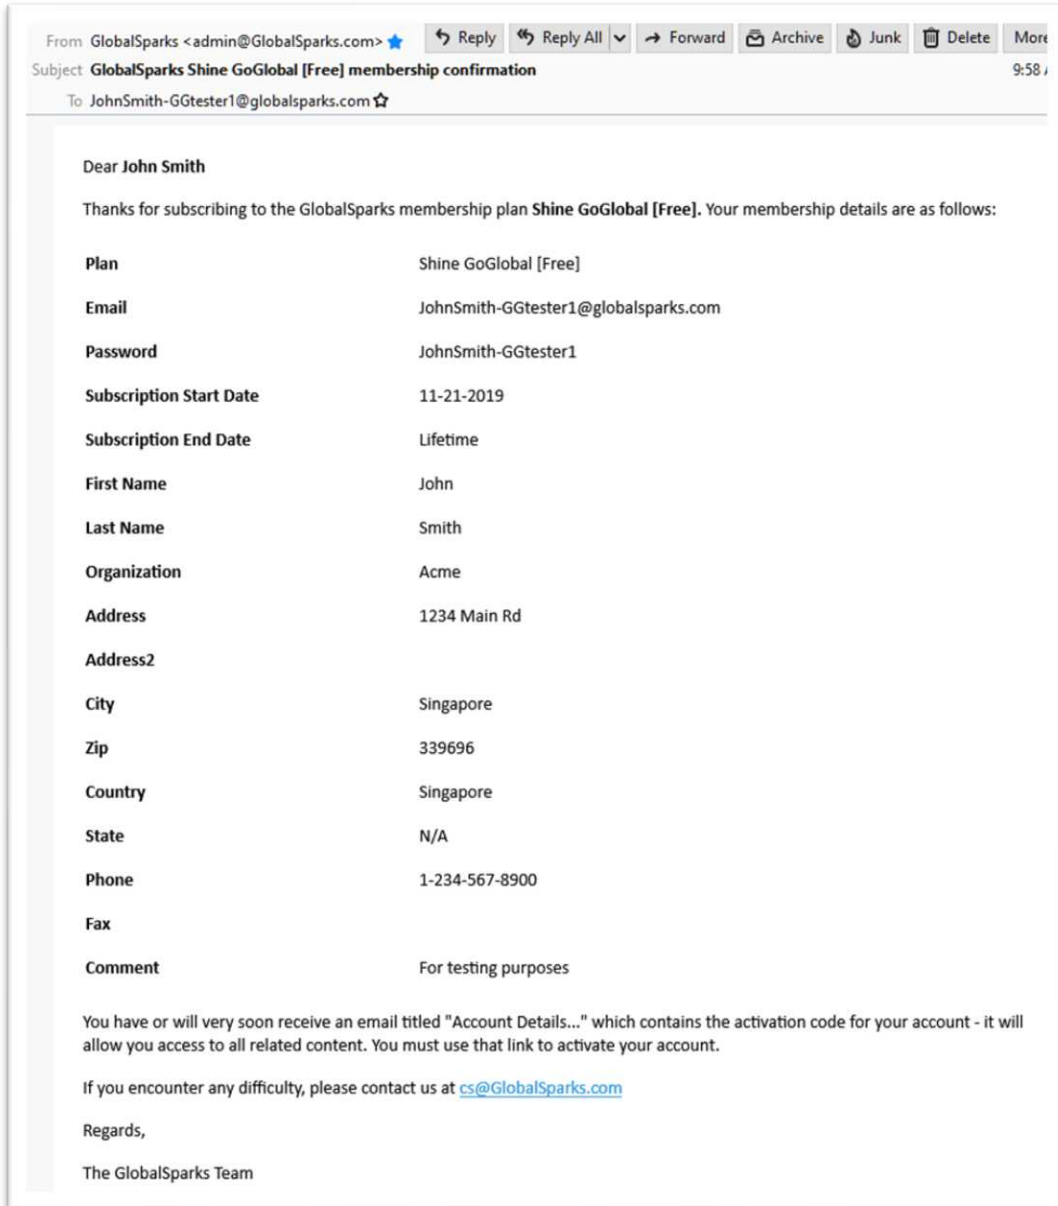 From GlobalSparks <admin@GlobalSparks.com> Reply Reply All Forward Archive Junk Delete More
Subject GlobalSparks Shine GoGlobal [Free] membership confirmation 9:58
To JohnSmith-GGtester1@globalsparks.com
Dear John Smith
Thanks for subscribing to the GlobalSparks membership plan Shine GoGlobal [Free]. Your membership details are as follows:
Plan Shine GoGlobal [Free]
Email JohnSmith-GGtester1@globalsparks.com
Password JohnSmith-GGtester1
Subscription Start Date 11-21-2019
Subscription End Date Lifetime
First Name John
Last Name Smith
Organization Acme
Address 1234 Main Rd
Address2
City Singapore
Zip 339696
Country Singapore
State N/A
Phone 1-234-567-8900
Fax
Comment For testing purposes
You have or will very soon receive an email titled "Account Details..." which contains the activation code for your account - it will
allow you access to all related content. You must use that link to activate your account.
If you encounter any difficulty, please contact us at cs@GlobalSparks.com
Regards,
The GlobalSparks Team